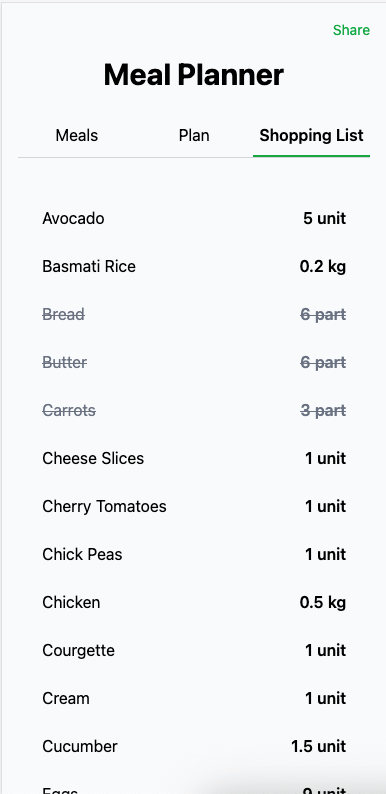 Share
Meal Planner
Meals Plan Shopping List
Avocado 5 unit
Basmati Rice 0.2 kg
Bread 6 part
Butter 6 part
Carrots 3 part
Cheese Slices 1 unit
Cherry Tomatoes 1 unit
Chick Peas 1 unit
Chicken 0.5 kg
Courgette 1 unit
Cream 1 unit
Cucumber 1.5 unit
Eggs 9 unit